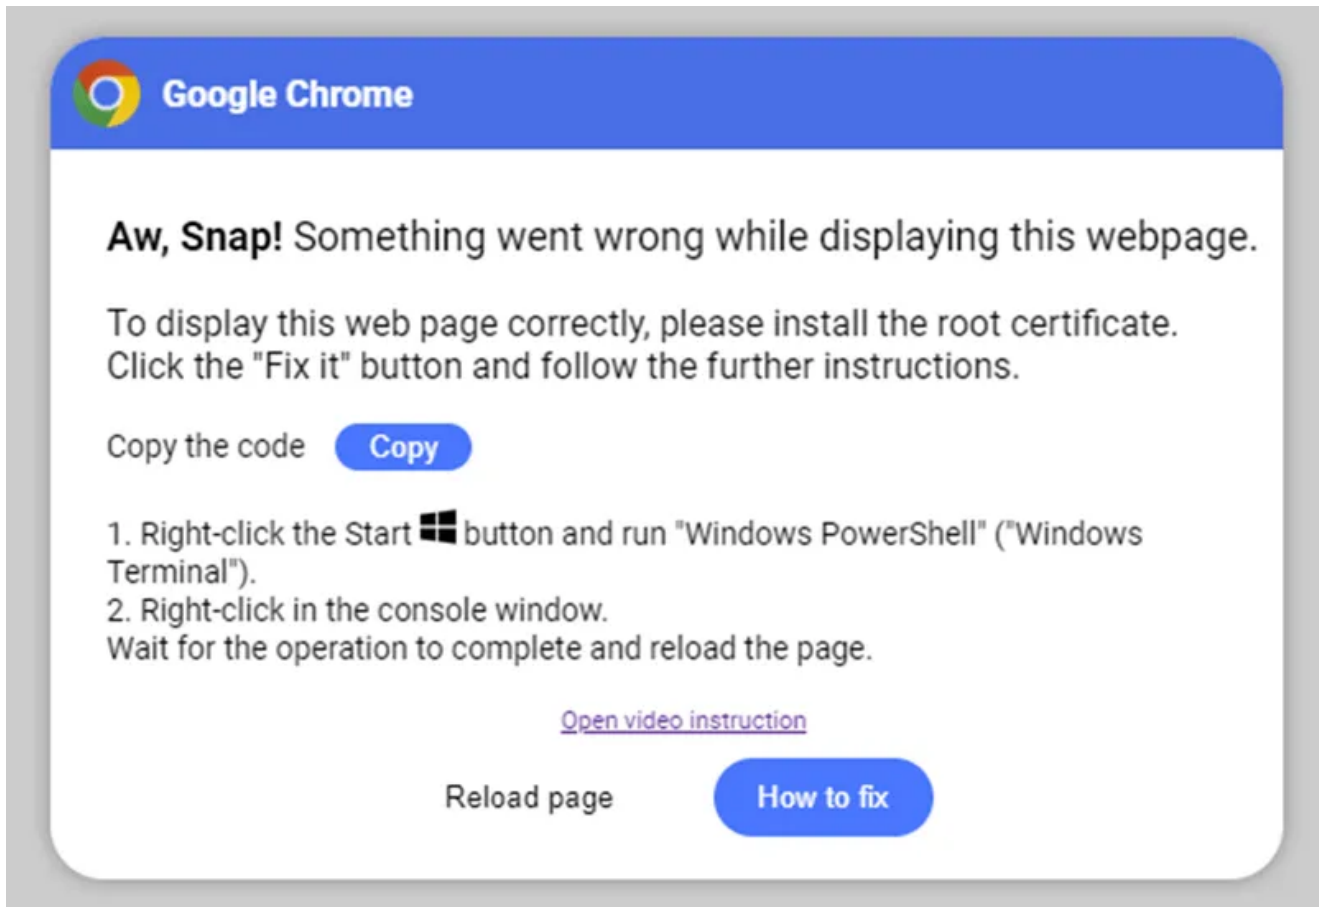 Google Chrome
Aw, Snap! Something went wrong while displaying this webpage.
To display this web page correctly, please install the root certificate.
Click the "Fix it" button and follow the further instructions.
Copy the code Copy
1. Right-click the Start button and run "Windows PowerShell" ("Windows
Terminal").
2. Right-click in the console window.
Wait for the operation to complete and reload the page.
Open video instruction
Reload page How to fix